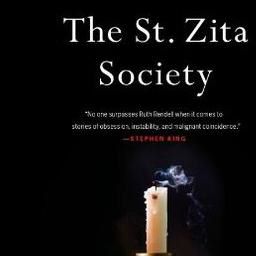 The St. Zita
Society
"No one surpasses Ruth Rendell when it comes to
stories of obsession, instability, and malignant coincidence."
—STEPHEN KING